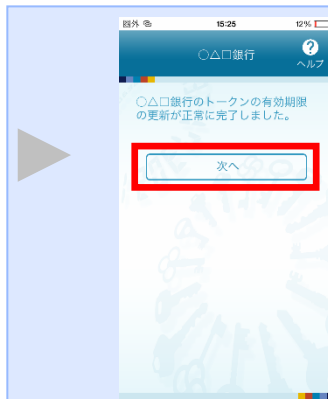 圏外 15:25 12%
○△□銀行 ?
ヘルプ
○△□銀行のトークンの有効期限
の更新が正常に完了しました。
次へ